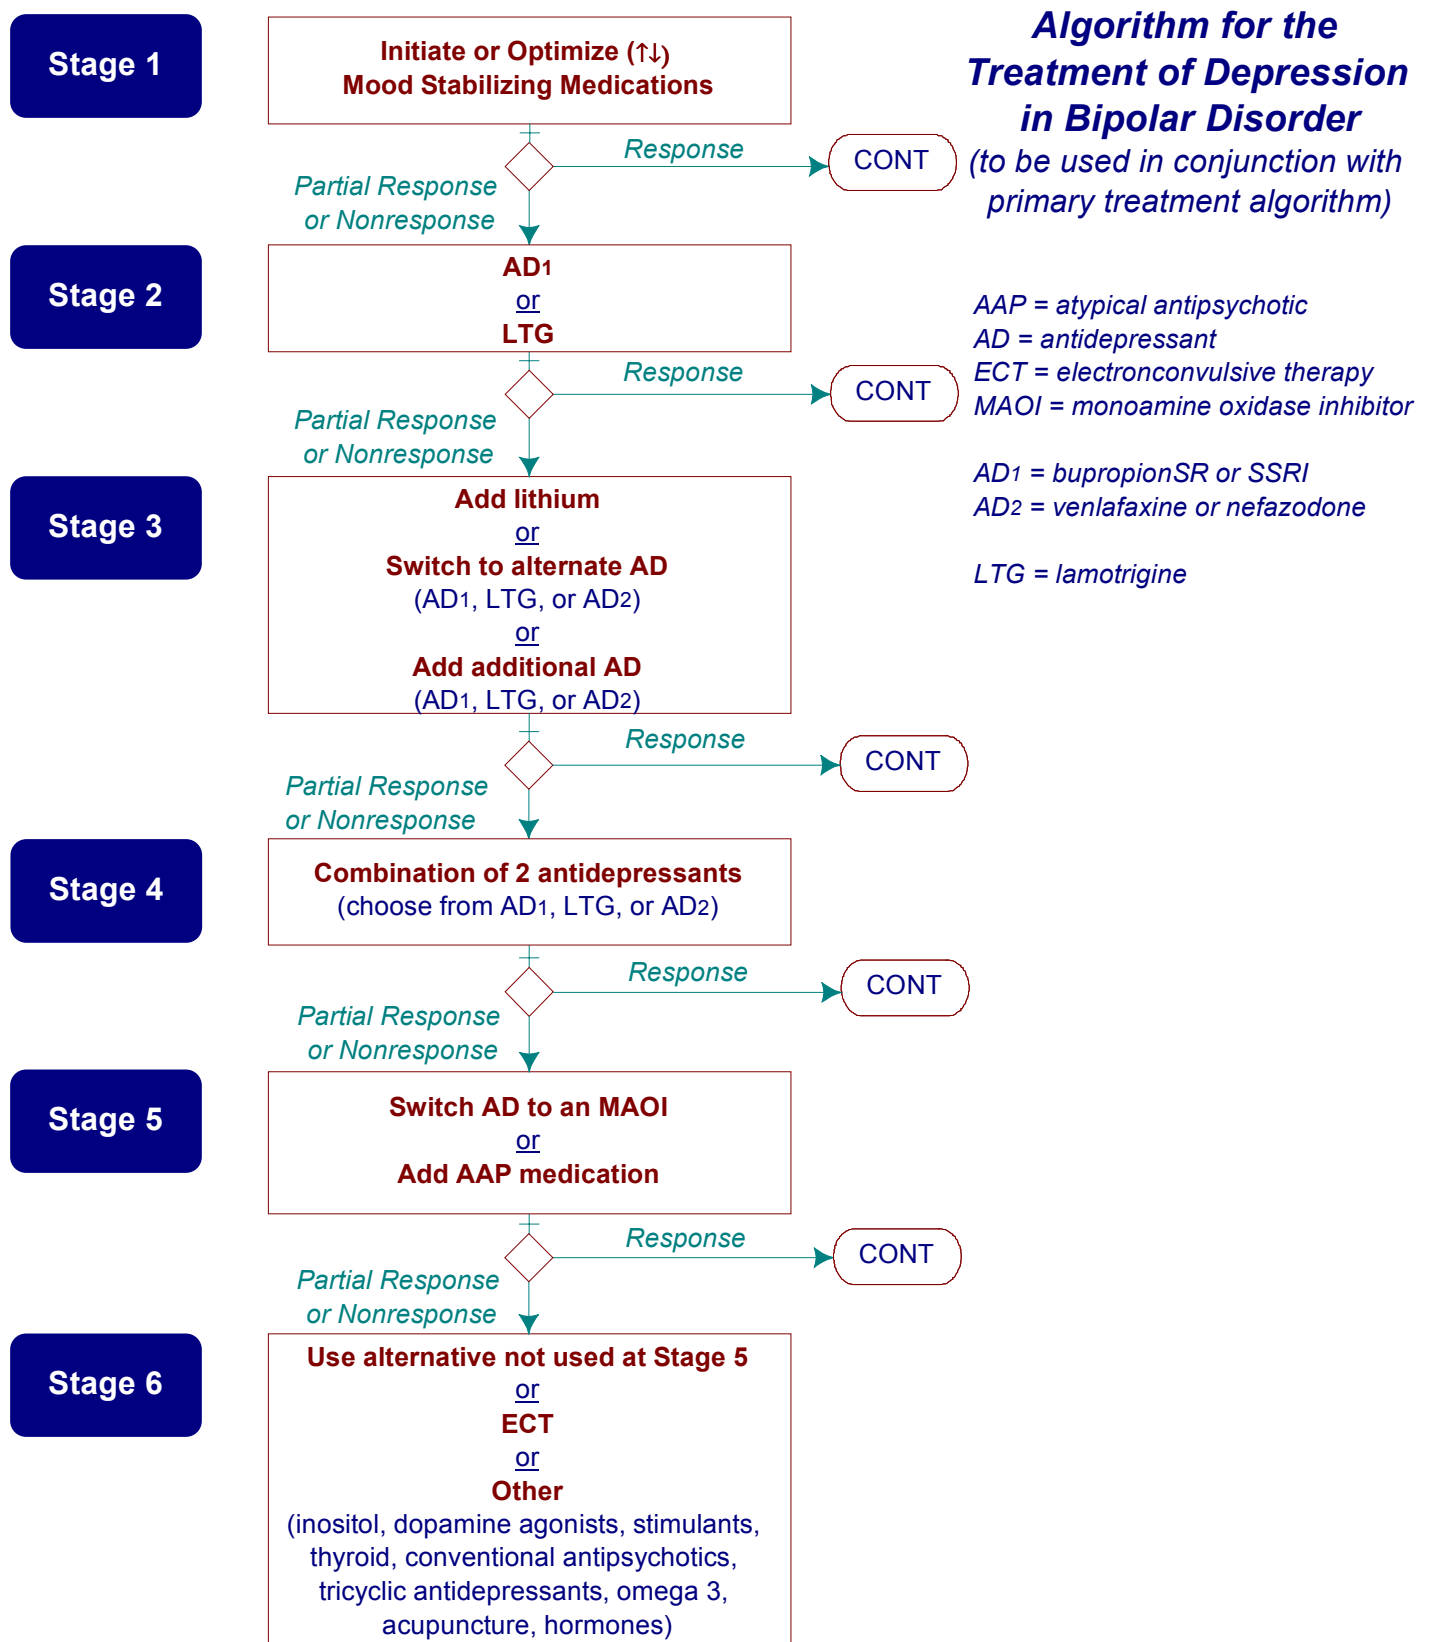 Algorithm for the
Treatment of Depression
in Bipolar Disorder
(to be used in conjunction with
primary treatment algorithm)
Stage 1
Initiate or Optimize (↑↓)
Mood Stabilizing Medications
Response
CONT
Partial Response
or Nonresponse
Stage 2
AD1
or
LTG
Response
CONT
Partial Response
or Nonresponse
AAP = atypical antipsychotic
AD = antidepressant
ECT = electronconvulsive therapy
MAOI = monoamine oxidase inhibitor
AD1 = bupropionSR or SSRI
AD2 = venlafaxine or nefazodone
LTG = lamotrigine
Stage 3
Add lithium
or
Switch to alternate AD
(AD1, LTG, or AD2)
or
Add additional AD
(AD1, LTG, or AD2)
Response
CONT
Partial Response
or Nonresponse
Stage 4
Combination of 2 antidepressants
(choose from AD1, LTG, or AD2)
Response
CONT
Partial Response
or Nonresponse
Stage 5
Switch AD to an MAOI
or
Add AAP medication
Response
CONT
Partial Response
or Nonresponse
Stage 6
Use alternative not used at Stage 5
or
ECT
or
Other
(inositol, dopamine agonists, stimulants,
thyroid, conventional antipsychotics,
tricyclic antidepressants, omega 3,
acupuncture, hormones)